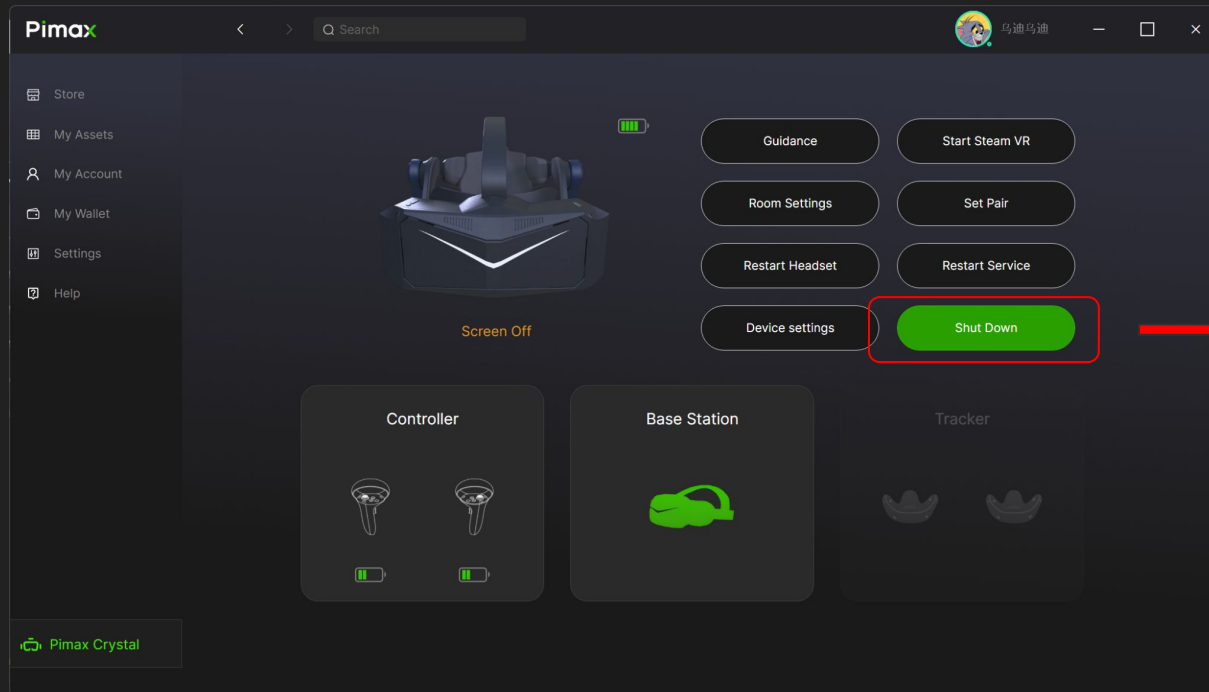 Pimax
Search
乌迪乌迪
Store
My Assets
My Account
My Wallet
Settings
Help
Guidance
Start Steam VR
Room Settings
Set Pair
Restart Headset
Restart Service
Screen Off
Device settings
Shut Down
Controller
Base Station
Tracker
Pimax Crystal